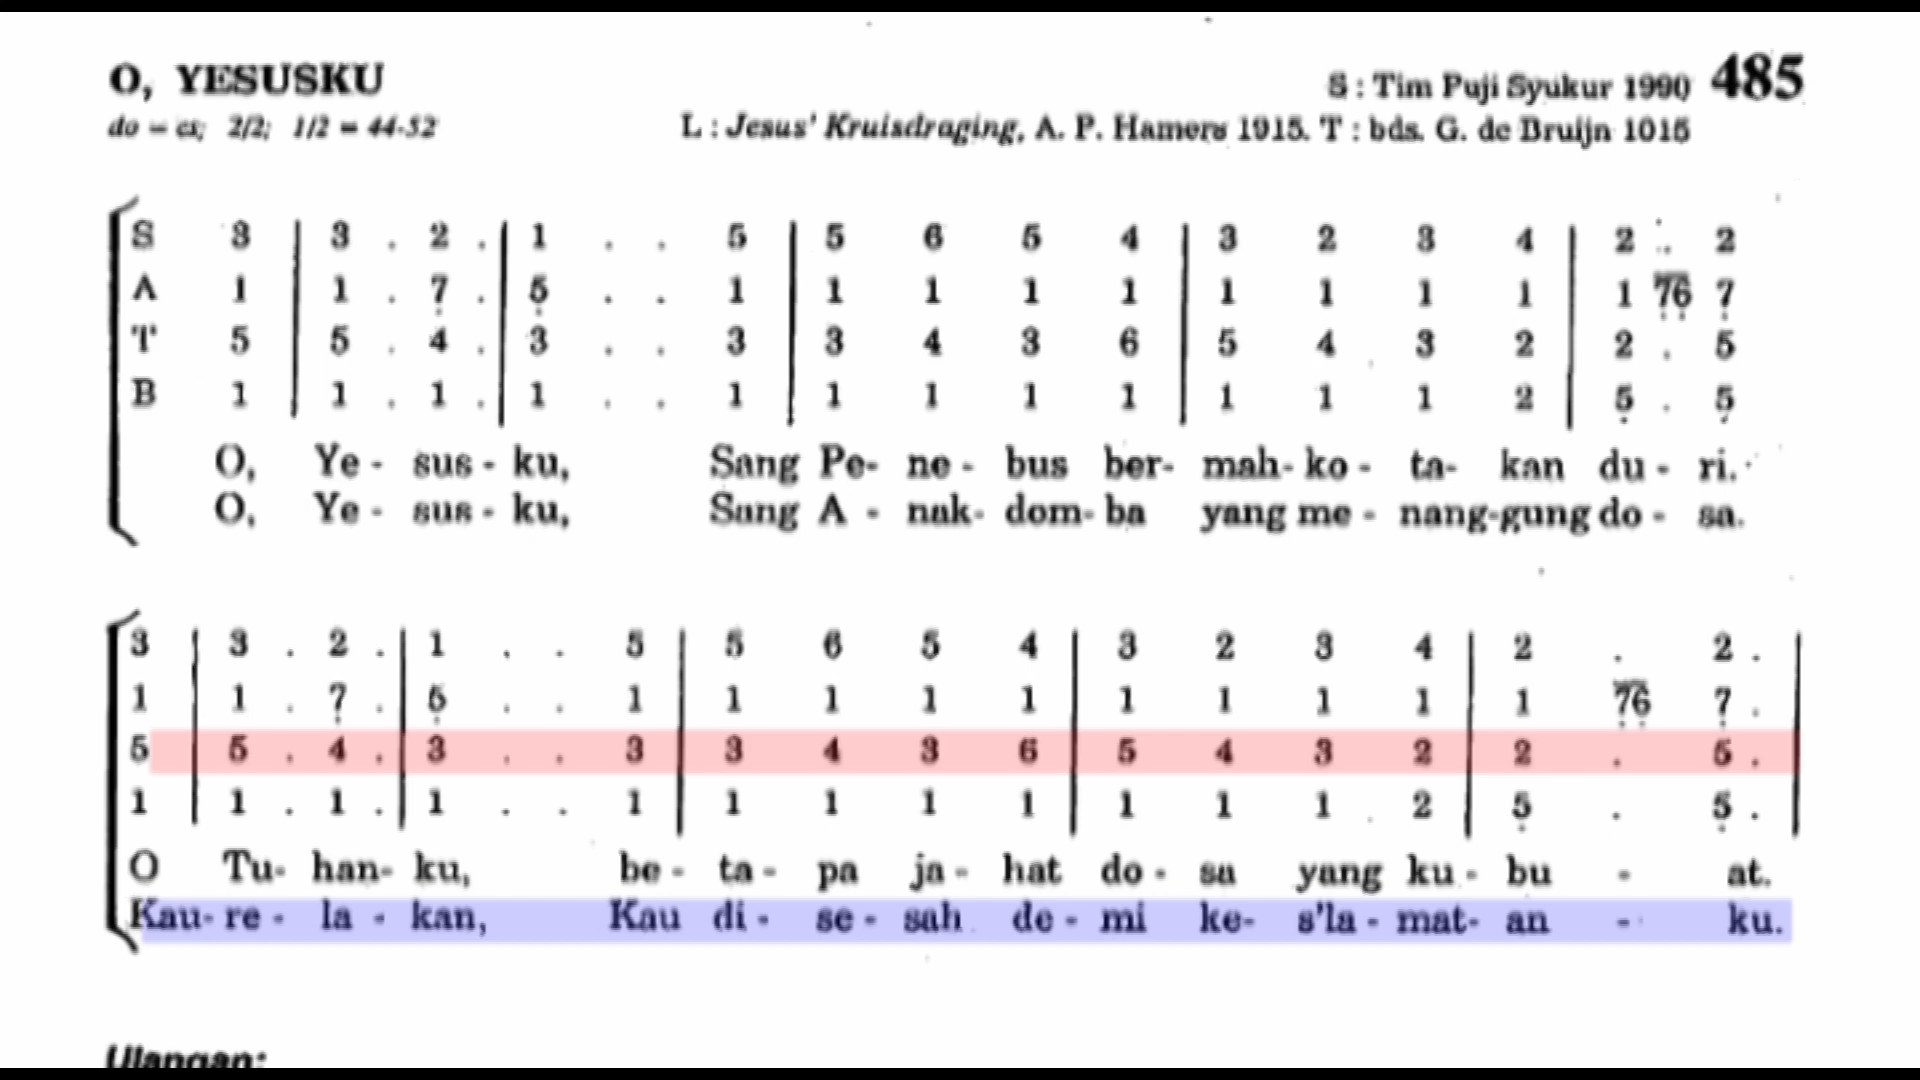 O, YESUSKU
S : Tim Puji Syukur 1990 485
do = es; 2/2; 1/2 = 44-52
L : Jesus' Kruisdraging, A. P. Hamers 1915. T : bds. G. de Bruijn 1015
S 3 | 3 . 2 . | 1 . . 5 | 5 6 5 4 | 3 2 3 4 | 2 . 2
A 1 | 1 . 7 . | 5 . . 1 | 1 1 1 1 | 1 1 1 1 | 1 76 7
T 5 | 5 . 4 . | 3 . . 3 | 3 4 3 6 | 5 4 3 2 | 2 . 5
B 1 | 1 . 1 . | 1 . . 1 | 1 1 1 1 | 1 1 1 2 | 5 . 5
O, Ye - sus - ku, Sang Pe- ne - bus ber- mah- ko - ta- kan du - ri.
O, Ye - sus - ku, Sang A - nak- dom- ba yang me - nang-gung do - sa.
3 | 3 . 2 . | 1 . . 5 | 5 6 5 4 | 3 2 3 4 | 2 . 2 . |
1 | 1 . 7 . | 5 . . 1 | 1 1 1 1 | 1 1 1 1 | 1 76 7 . |
5 | 5 . 4 . | 3 . . 3 | 3 4 3 6 | 5 4 3 2 | 2 . 5 . |
1 | 1 . 1 . | 1 . . 1 | 1 1 1 1 | 1 1 1 2 | 5 . 5 . |
O Tu- han- ku, be - ta - pa ja - hat do - sa yang ku - bu - at.
Kau- re - la - kan, Kau di - se - sah de - mi ke- s'la - mat- an - ku.
Ulangan: